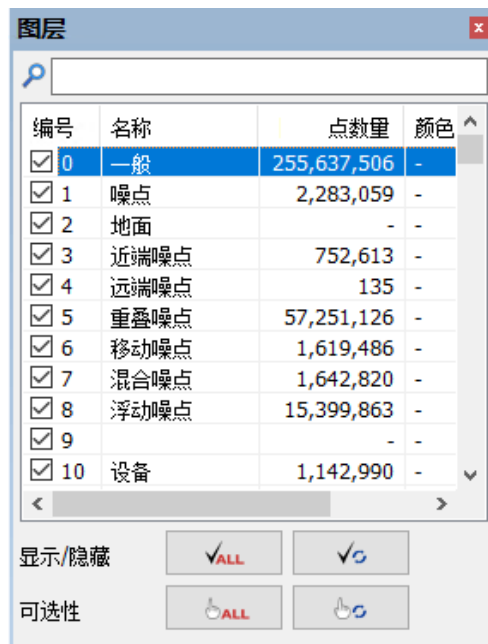 图层
编号 名称 点数量 颜色
0 一般 255,637,506 -
1 噪点 2,283,059 -
2 地面 - -
3 近端噪点 752,613 -
4 远端噪点 135 -
5 重叠噪点 57,251,126 -
6 移动噪点 1,619,486 -
7 混合噪点 1,642,820 -
8 浮动噪点 15,399,863 -
9 - -
10 设备 1,142,990 -
显示/隐藏 ALL
可选性 ALL